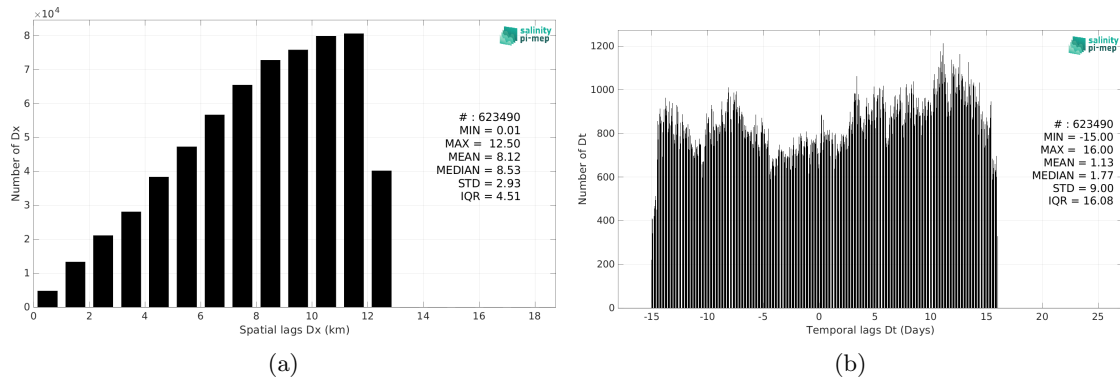 ×10⁴
8
7
6
5
4
3
2
1
0
Number of Dx
0 2 4 6 8 10 12 14 16 18
Spatial lags Dx (km)
salinity
pi-mep
# : 623490
MIN = 0.01
MAX = 12.50
MEAN = 8.12
MEDIAN = 8.53
STD = 2.93
IQR = 4.51
(a)
1200
1000
800
600
400
200
0
Number of Dt
-15 -10 -5 0 5 10 15 20 25
Temporal lags Dt (Days)
salinity
pi-mep
# : 623490
MIN = -15.00
MAX = 16.00
MEAN = 1.13
MEDIAN = 1.77
STD = 9.00
IQR = 16.08
(b)